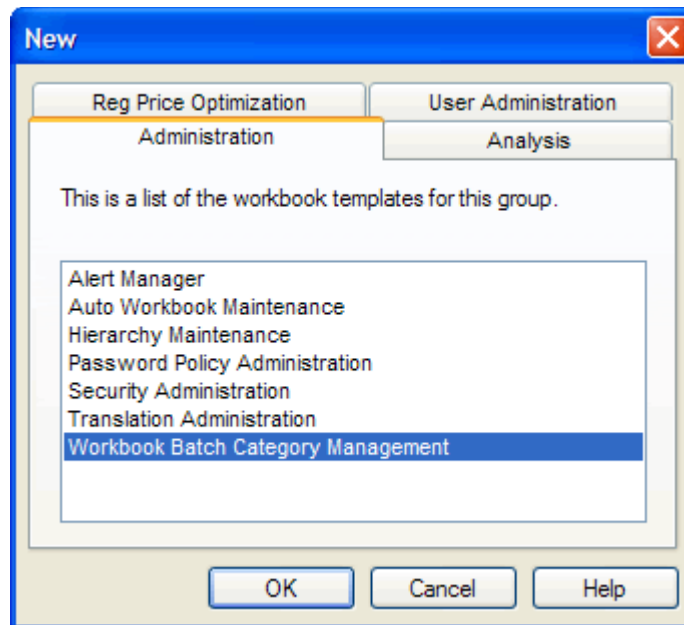 New
Reg Price Optimization
User Administration
Administration
Analysis
This is a list of the workbook templates for this group.
Alert Manager
Auto Workbook Maintenance
Hierarchy Maintenance
Password Policy Administration
Security Administration
Translation Administration
Workbook Batch Category Management
OK
Cancel
Help